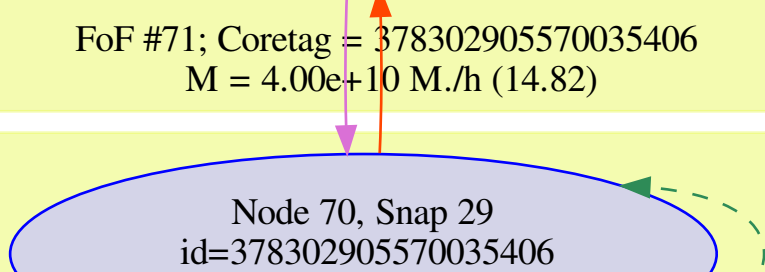 FoF #71; Coretag = 378302905570035406
M = 4.00e+10 M./h (14.82)
Node 70, Snap 29
id=378302905570035406